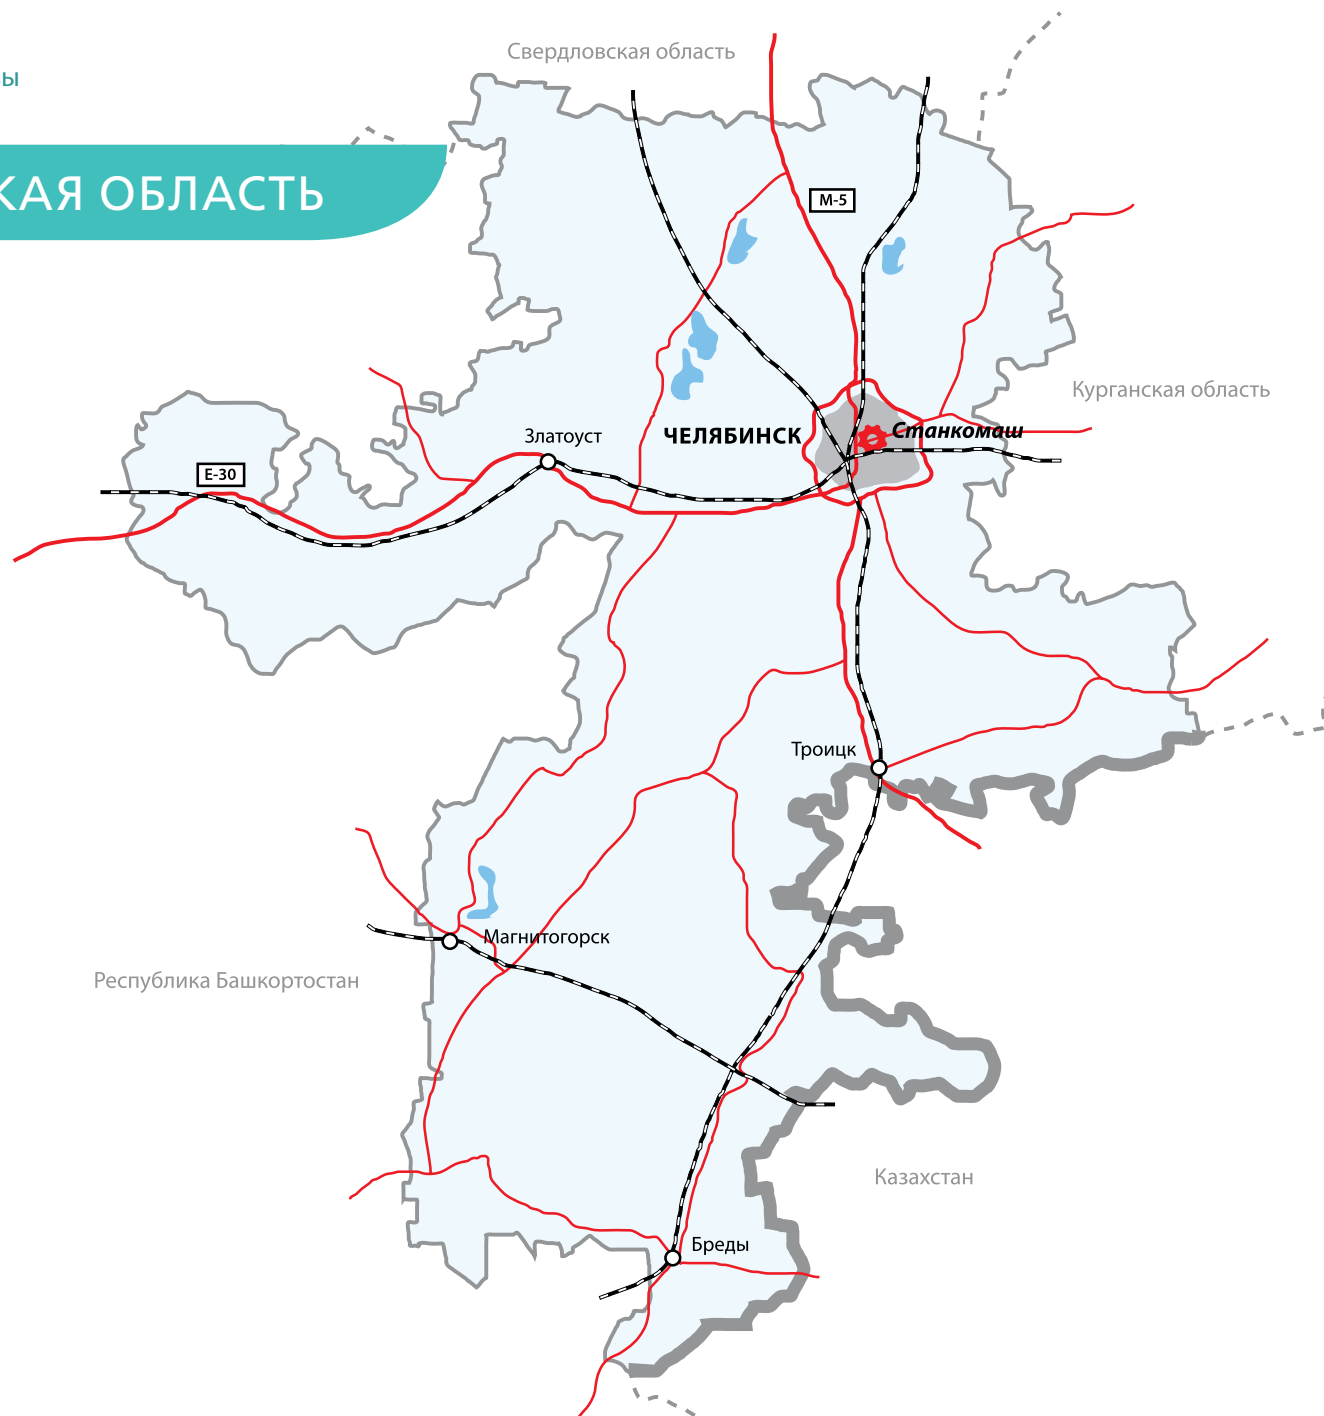 Свердловская область
ы
КАЯ ОБЛАСТЬ
М-5
Курганская область
Златоуст
ЧЕЛЯБИНСК
Станкомаш
Е-30
Троицк
Магнитогорск
Республика Башкортостан
Казахстан
Бреды